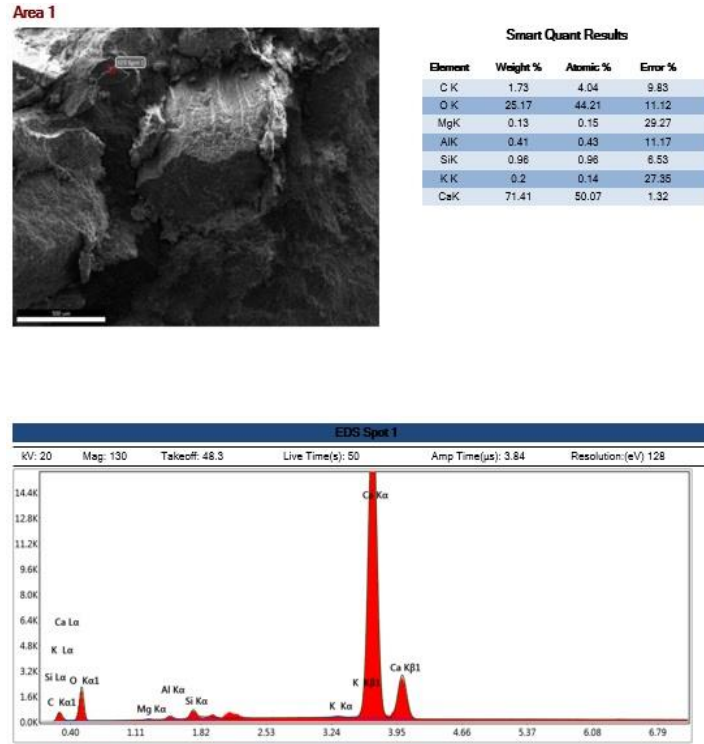 Area 1
EDS Spot 1
Smart Quant Results
Element Weight % Atomic % Error %
C K 1.73 4.04 9.83
O K 25.17 44.21 11.12
MgK 0.13 0.15 29.27
AlK 0.41 0.43 11.17
SiK 0.96 0.96 6.53
K K 0.2 0.14 27.35
CaK 71.41 50.07 1.32
EDS Spot 1
kV: 20 Mag: 130 Takeoff: 48.3 Live Time(s): 50 Amp Time(µs): 3.84 Resolution:(eV) 128
14.4K
12.8K
11.2K
9.6K
8.0K
6.4K
4.8K
3.2K
1.6K
0.0K
Ca Kα
Ca Lα
K Lα
Si Lα O Kα1
C Kα1
Mg Kα
Al Kα
Si Kα
K Kα
K Kβ1
Ca Kβ1
0.40 1.11 1.82 2.53 3.24 3.95 4.66 5.37 6.08 6.79